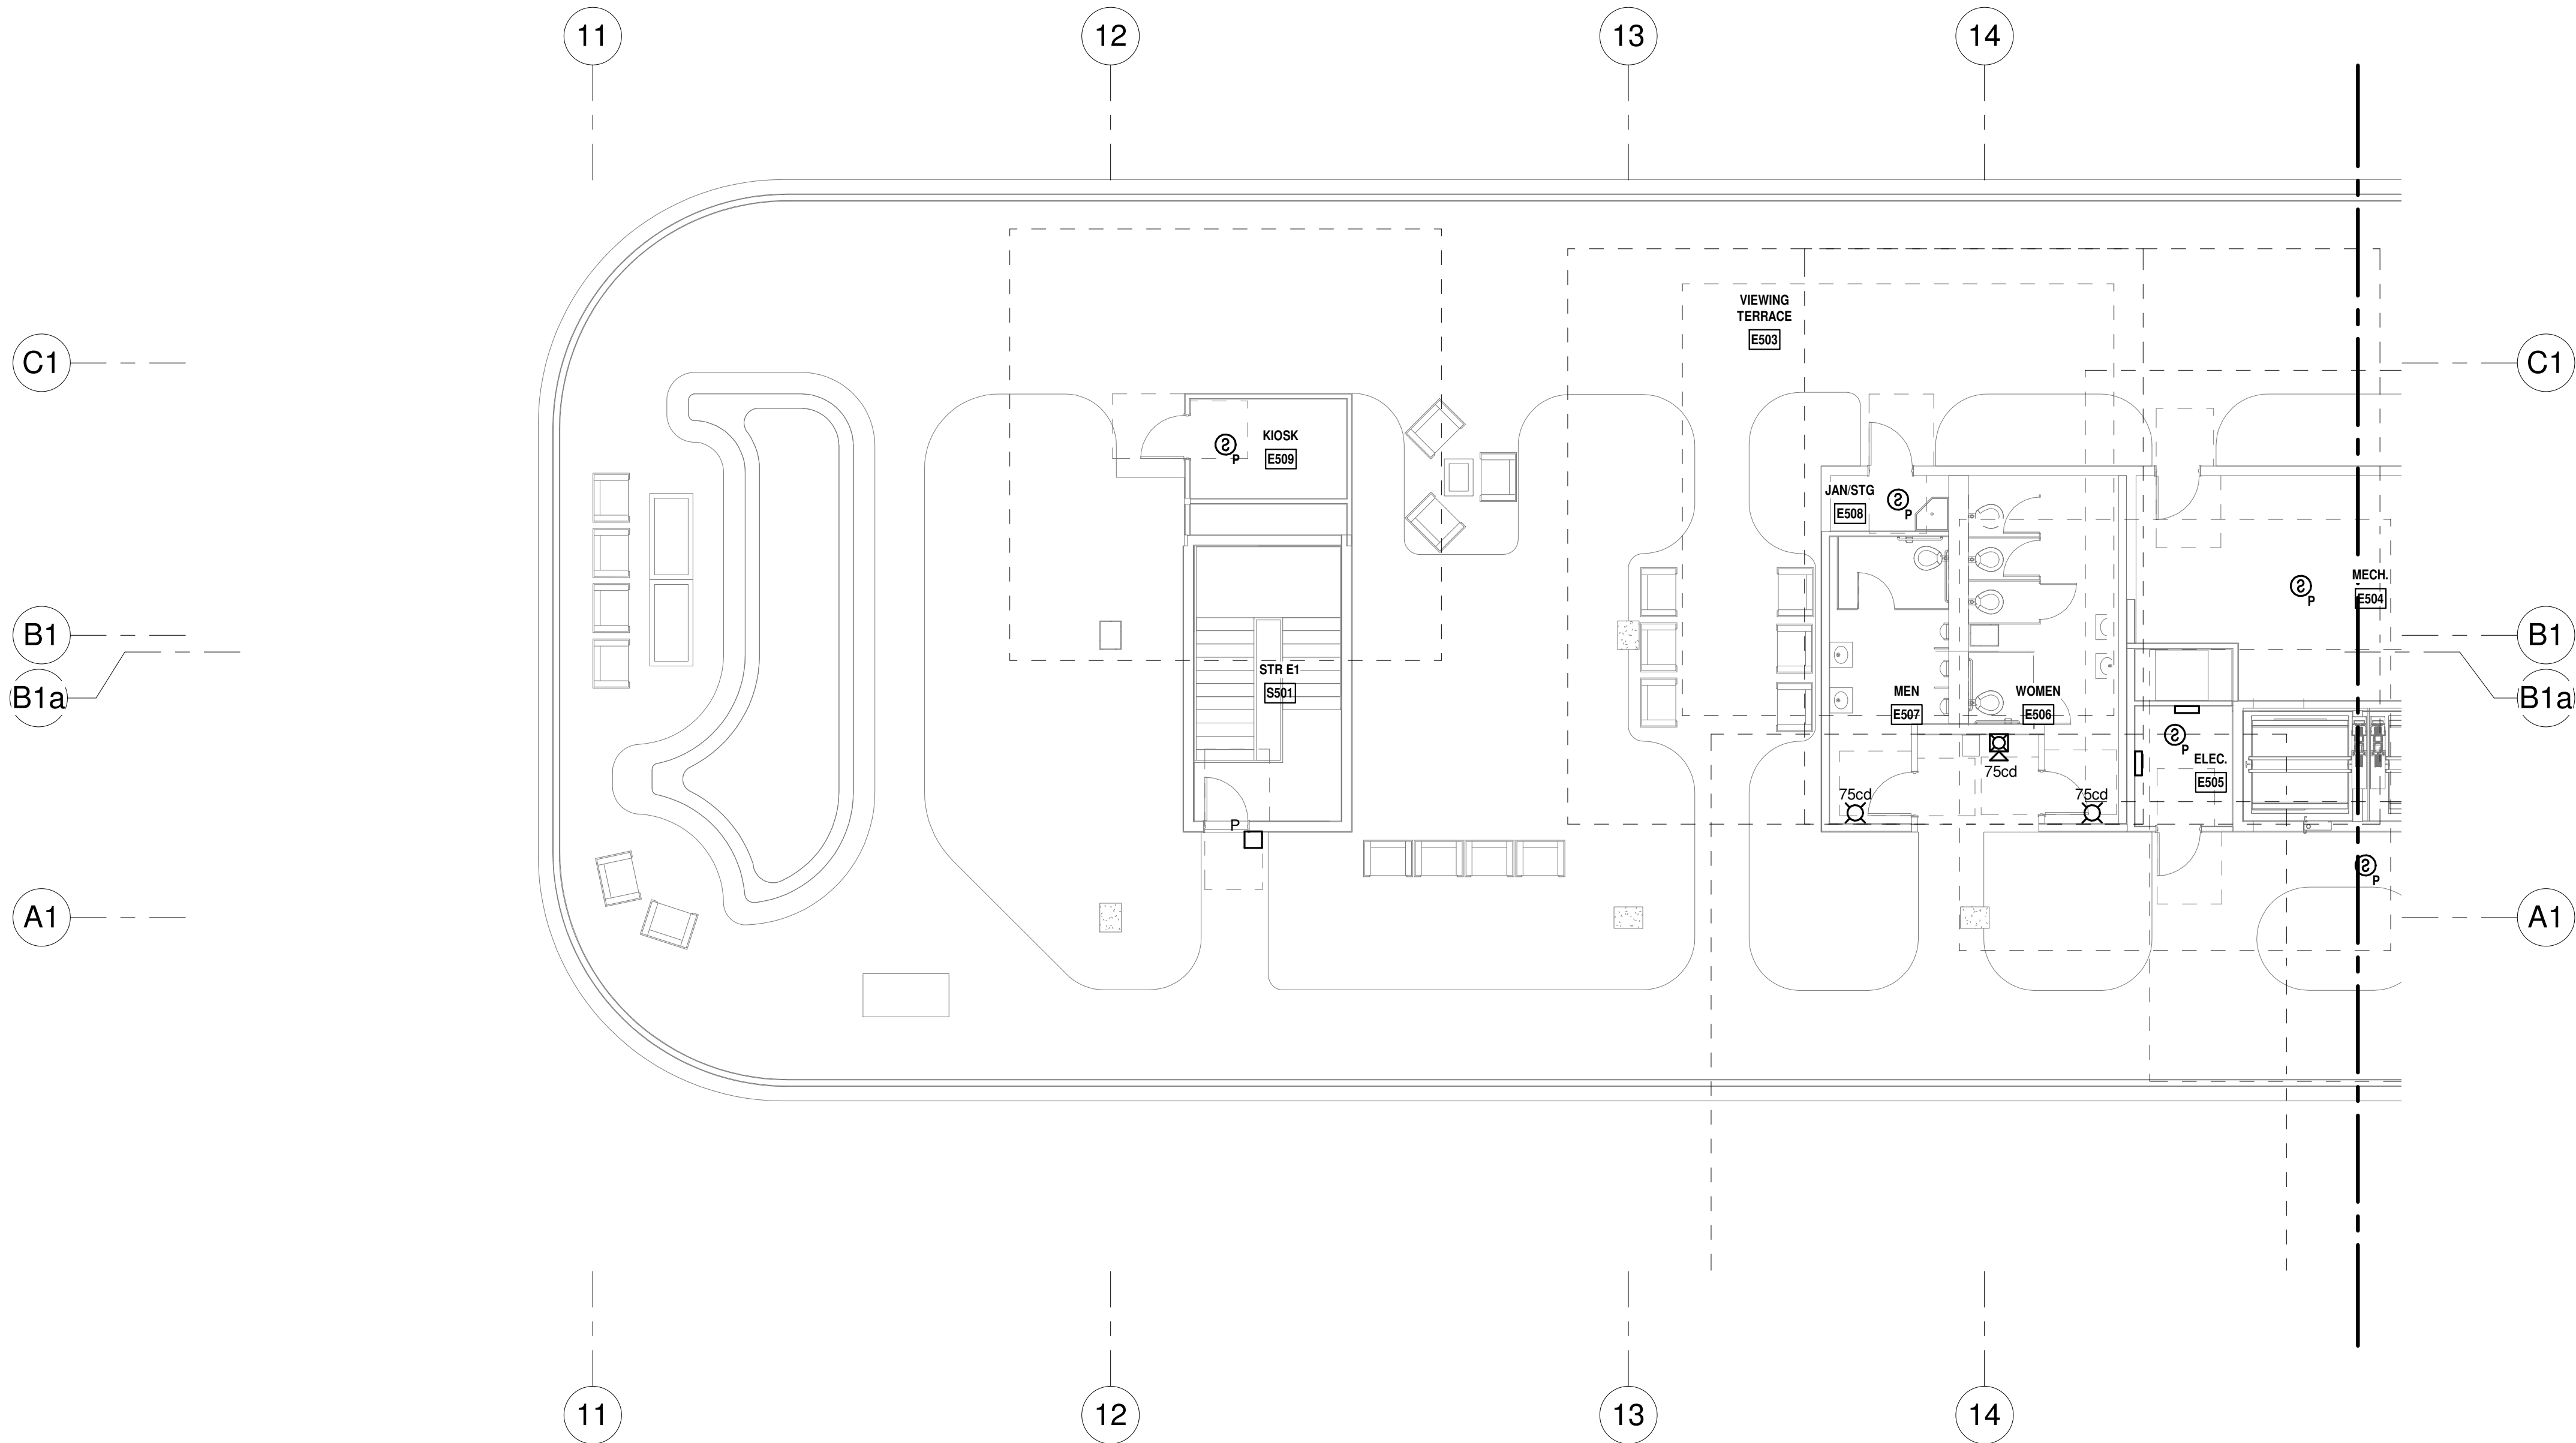 11
12
13
14
VIEWING
TERRACE
E503
C1
C1
KIOSK
E509
S
P
JAN/STG
E508
S
P
MECH.
E504
S
P
B1
B1
B1a
B1a
STR E1
S501
MEN
E507
WOMEN
E506
S
P
ELEC.
E505
75cd
75cd
75cd
P
S
P
A1
A1
11
12
13
14